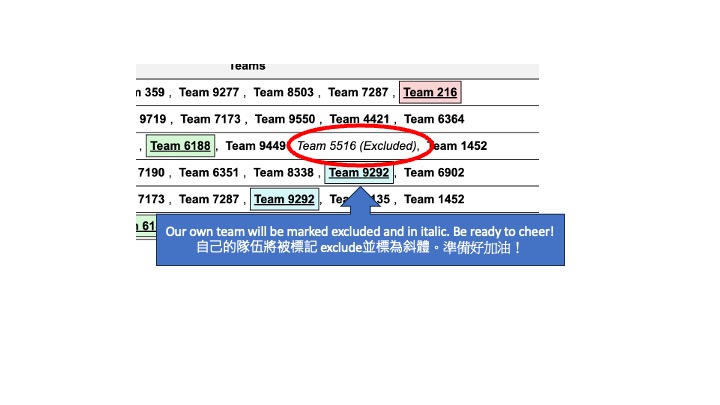 Teams
359 , Team 9277 , Team 8503 , Team 7287 , Team 216
9719 , Team 7173 , Team 9550 , Team 4421 , Team 6364
, Team 6188 , Team 9449 Team 5516 (Excluded), Team 1452
7190 , Team 6351 , Team 8338 , Team 9292 , Team 6902
7173 , Team 7287 , Team 9292 , 135 , Team 1452
Our own team will be marked excluded and in italic. Be ready to cheer!
自己的隊伍將被標記 exclude並標為斜體。準備好加油！